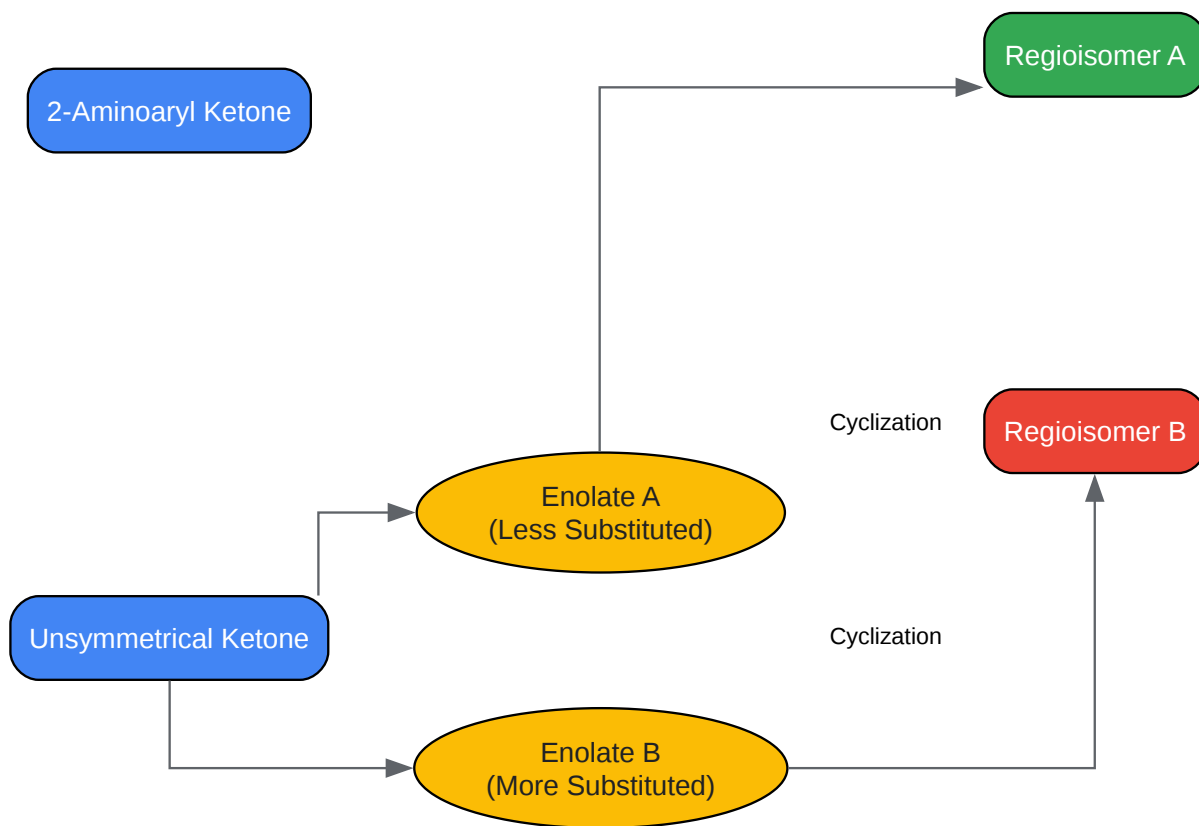 Regioisomer A
2-Aminoaryl Ketone
Cyclization
Regioisomer B
Enolate A
(Less Substituted)
Unsymmetrical Ketone
Cyclization
Enolate B
(More Substituted)